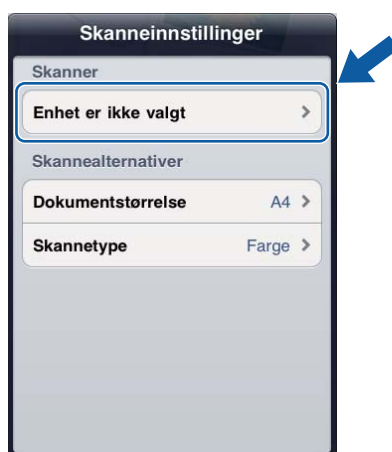 Skanneinnstillinger
Skanner
Enhet er ikke valgt
Skannealternativer
Dokumentstørrelse A4
Skannetype Farge